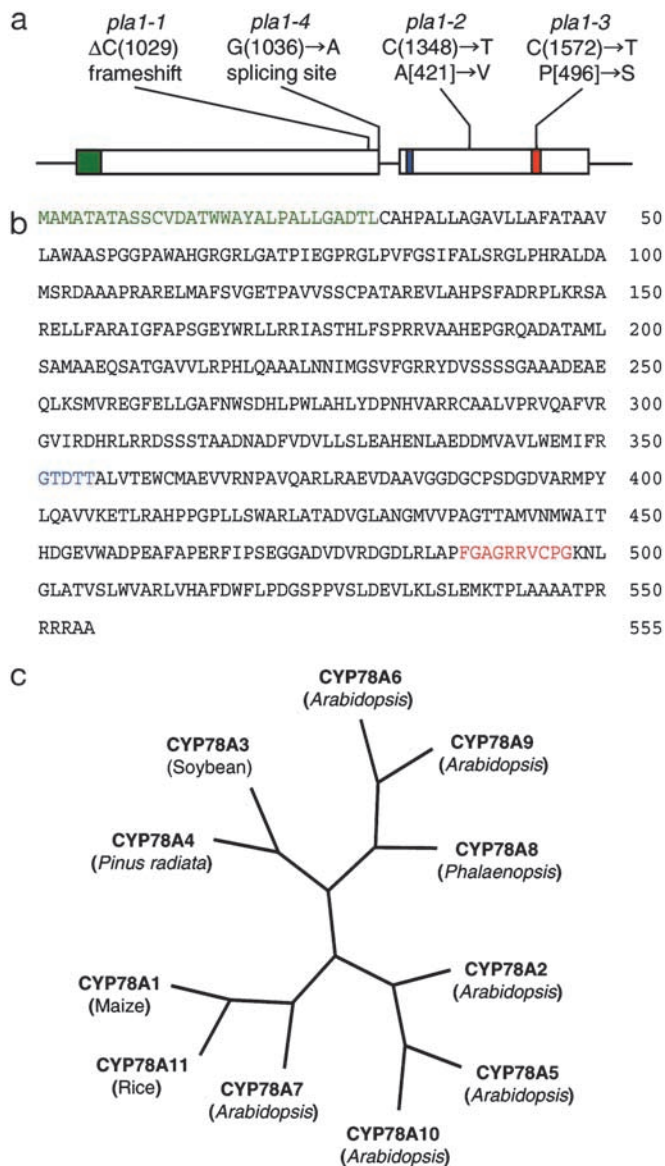 a
pla1-1 pla1-4 pla1-2 pla1-3
ΔC(1029) G(1036)→A C(1348)→T C(1572)→T
frameshift splicing site A[421]→V P[496]→S
b
MAMATATASSCVDATWWAYALPALLGADTLCAHPALLAGAVLLAFATAAV 50
LAWAASPGGPAWAHGRGRLGATPIEGPRGLPVFGSIFALSRGLPHRALDA 100
MSRDAAAPRARELMAFSVGETPAVVSSCPATAREVLAHPSFADRPLKRSA 150
RELLFARAIGFAPSGEYWRLLRRIASTHLFSPRRVAAHEPGRQADATAML 200
SAMAAEQSATGAVVLRPHLQAAALNNIMGSVFGRRYDVSSSSGAAADEAE 250
QLKSMVREGFELLGAFNWSDHLPWLAHLYDPNHVARRCAALVPRVQAFVR 300
GVIRDHRLRRDSSSTAADNADFVDVLLSLEAHENLAEDDMVAVLWEMIFR 350
GTDTTALVTEWCMAEVVRNPAVQARLRAEVDAAVGGDGCPSDGDVARMPY 400
LQAVVKETLRAHPPGPLLSWARLATADVGLANGMVVPAGTTAMVNMWAIT 450
HDGEVWADPEAFAPERFIPSEGGADVDVRDGDLRLAPFGAGRRVCPGKNL 500
GLATVSLWVARLVHAFDWFLPDGSPPVSLDEVLKLSLEMKTPLAAAATPR 550
RRRAA 555
c
CYP78A6
(Arabidopsis)
CYP78A9
(Arabidopsis)
CYP78A3
(Soybean)
CYP78A4
(Pinus radiata)
CYP78A8
(Phalaenopsis)
CYP78A2
(Arabidopsis)
CYP78A1
(Maize)
CYP78A11
(Rice)
CYP78A7
(Arabidopsis)
CYP78A5
(Arabidopsis)
CYP78A10
(Arabidopsis)